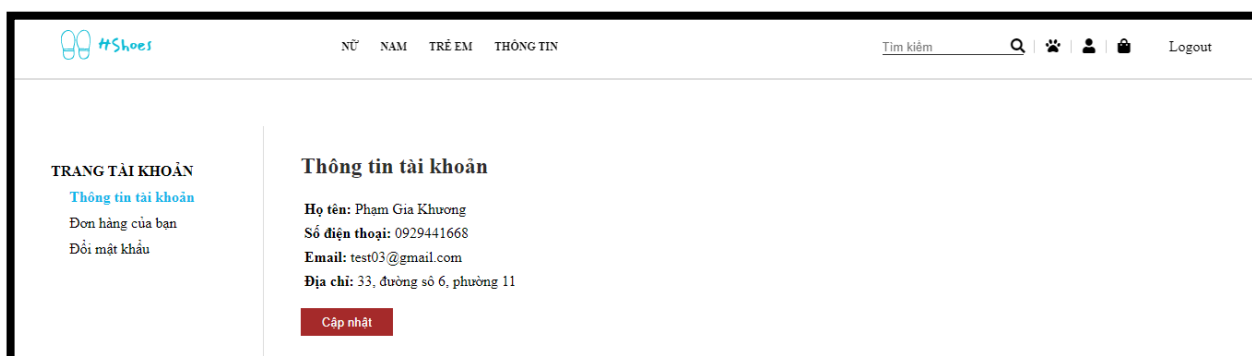 #Shoes
NỮ NAM TRẺ EM THÔNG TIN
Tìm kiếm
Logout
TRANG TÀI KHOẢN
Thông tin tài khoản
Đơn hàng của bạn
Đổi mật khẩu
Thông tin tài khoản
Họ tên: Phạm Gia Khương
Số điện thoại: 0929441668
Email: test03@gmail.com
Địa chỉ: 33, đường số 6, phường 11
Cập nhật